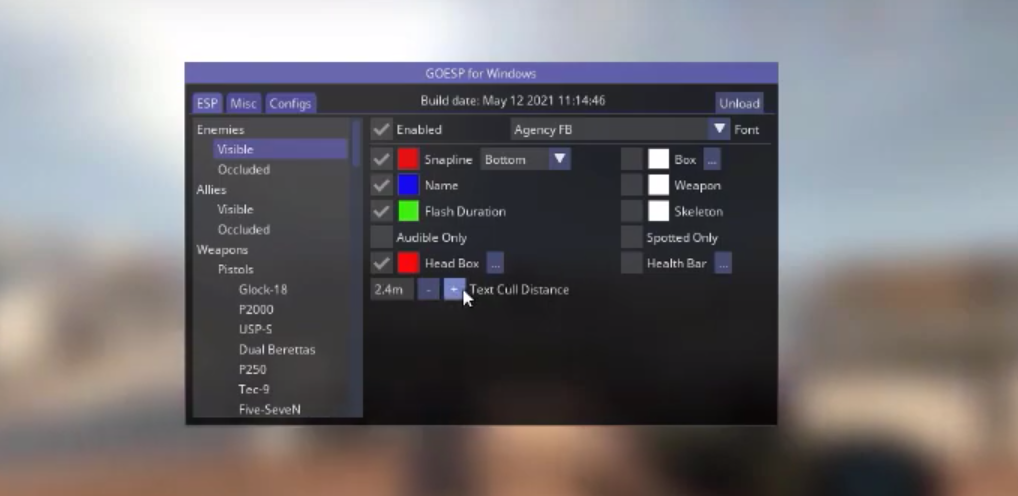 GOESP for Windows
ESP Misc Configs Build date: May 12 2021 11:14:46 Unload
Enemies
Visible
Occluded
Allies
Visible
Occluded
Weapons
Pistols
Glock-18
P2000
USP-S
Dual Berettas
P250
Tec-9
Five-SeveN
Enabled Agency FB Font
Snapline Bottom Box ...
Name Weapon
Flash Duration Skeleton
Audible Only Spotted Only
Head Box ... Health Bar ...
2.4m - + Text Cull Distance